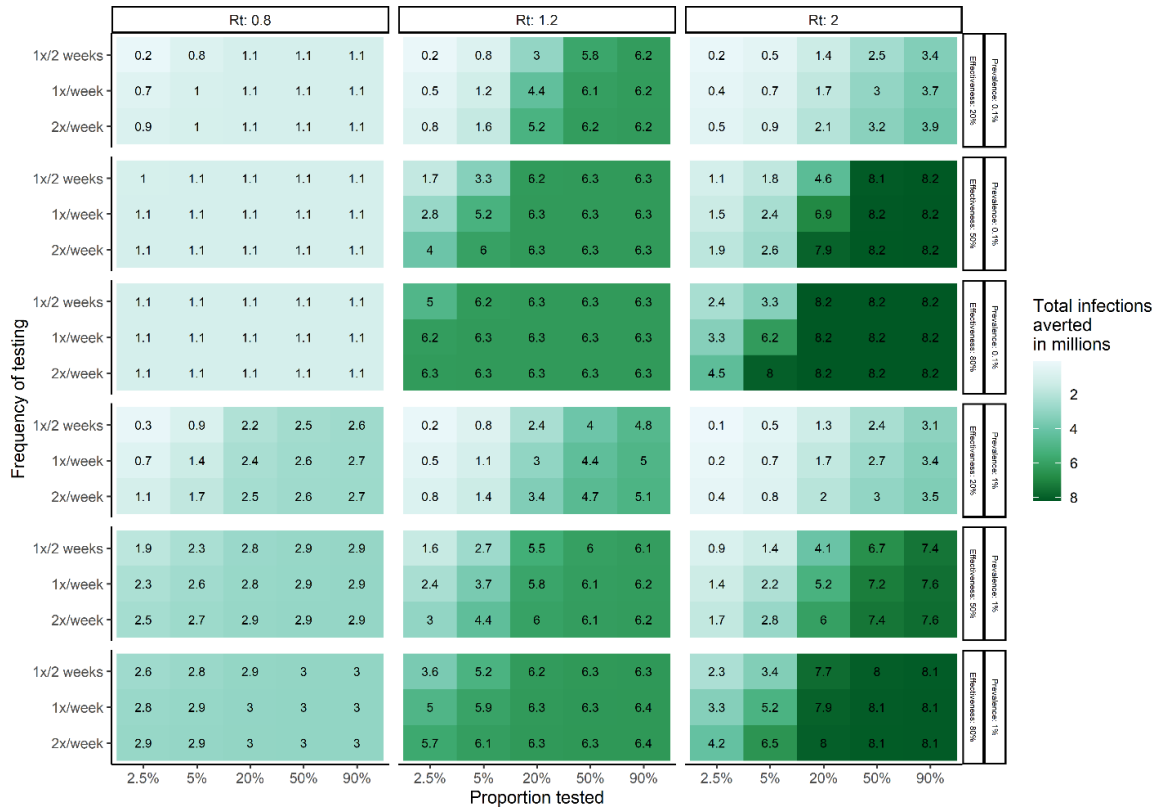 Rt: 0.8 Rt: 1.2 Rt: 2
1x/2 weeks 0.2 0.8 1.1 1.1 1.1 0.2 0.8 3 5.8 6.2 0.2 0.5 1.4 2.5 3.4
1x/week 0.7 1 1.1 1.1 1.1 0.5 1.2 4.4 6.1 6.2 0.4 0.7 1.7 3 3.7
2x/week 0.9 1 1.1 1.1 1.1 0.8 1.6 5.2 6.2 6.2 0.5 0.9 2.1 3.2 3.9
Effectiveness: 20%
Prevalence: 0.1%
1x/2 weeks 1 1.1 1.1 1.1 1.1 1.7 3.3 6.2 6.3 6.3 1.1 1.8 4.6 8.1 8.2
1x/week 1.1 1.1 1.1 1.1 1.1 2.8 5.2 6.3 6.3 6.3 1.5 2.4 6.9 8.2 8.2
2x/week 1.1 1.1 1.1 1.1 1.1 4 6 6.3 6.3 6.3 1.9 2.6 7.9 8.2 8.2
Effectiveness: 50%
Prevalence: 0.1%
1x/2 weeks 1.1 1.1 1.1 1.1 1.1 5 6.2 6.3 6.3 6.3 2.4 3.3 8.2 8.2 8.2
1x/week 1.1 1.1 1.1 1.1 1.1 6.2 6.3 6.3 6.3 6.3 3.3 6.2 8.2 8.2 8.2
2x/week 1.1 1.1 1.1 1.1 1.1 6.3 6.3 6.3 6.3 6.3 4.5 8 8.2 8.2 8.2
Effectiveness: 80%
Prevalence: 0.1%
1x/2 weeks 0.3 0.9 2.2 2.5 2.6 0.2 0.8 2.4 4 4.8 0.1 0.5 1.3 2.4 3.1
1x/week 0.7 1.4 2.4 2.6 2.7 0.5 1.1 3 4.4 5 0.2 0.7 1.7 2.7 3.4
2x/week 1.1 1.7 2.5 2.6 2.7 0.8 1.4 3.4 4.7 5.1 0.4 0.8 2 3 3.5
Effectiveness: 20%
Prevalence: 1%
1x/2 weeks 1.9 2.3 2.8 2.9 2.9 1.6 2.7 5.5 6 6.1 0.9 1.4 4.1 6.7 7.4
1x/week 2.3 2.6 2.8 2.9 2.9 2.4 3.7 5.8 6.1 6.2 1.4 2.2 5.2 7.2 7.6
2x/week 2.5 2.7 2.9 2.9 2.9 3 4.4 6 6.1 6.2 1.7 2.8 6 7.4 7.6
Effectiveness: 50%
Prevalence: 1%
1x/2 weeks 2.6 2.8 2.9 3 3 3.6 5.2 6.2 6.3 6.3 2.3 3.4 7.7 8 8.1
1x/week 2.8 2.9 3 3 3 5 5.9 6.3 6.3 6.4 3.3 5.2 7.9 8.1 8.1
2x/week 2.9 2.9 3 3 3 5.7 6.1 6.3 6.3 6.4 4.2 6.5 8 8.1 8.1
Effectiveness: 80%
Prevalence: 1%
2.5% 5% 20% 50% 90% 2.5% 5% 20% 50% 90% 2.5% 5% 20% 50% 90%
Proportion tested
Frequency of testing
Total infections
averted
in millions
2
4
6
8